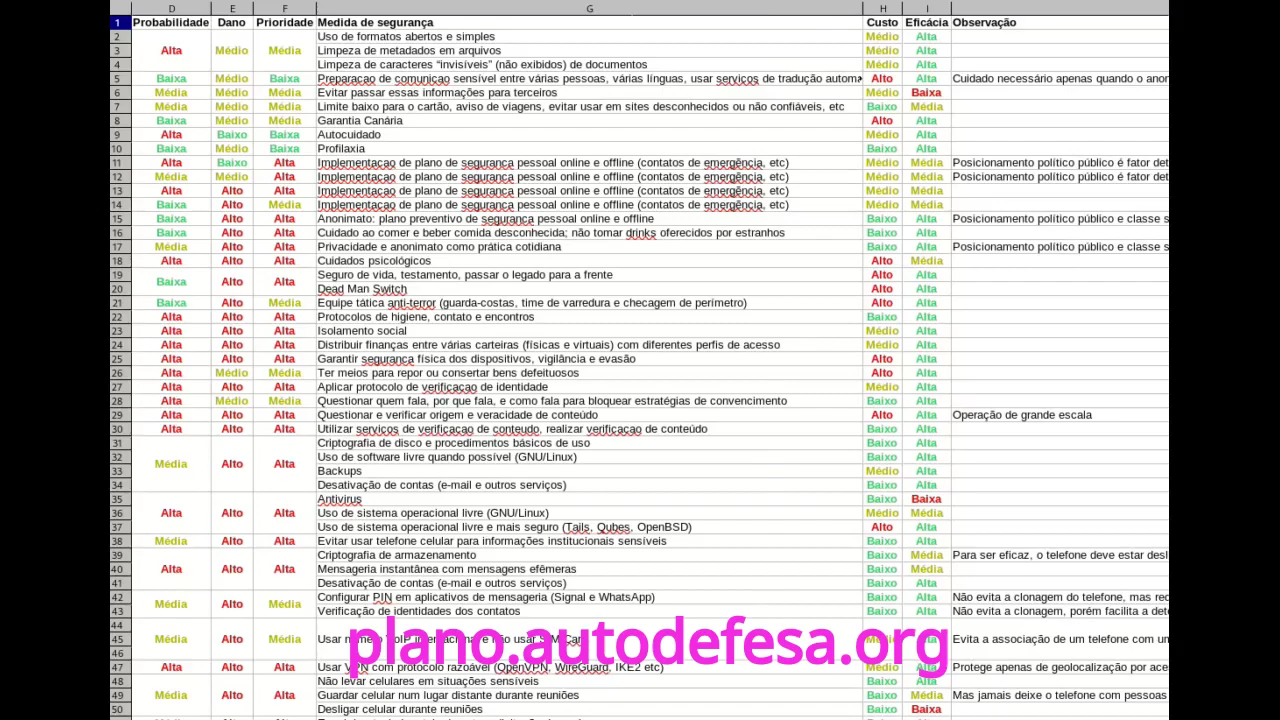 D E F G H I
1 Probabilidade Dano Prioridade Medida de segurança Custo Eficácia Observação
2 Uso de formatos abertos e simples Médio Alta
3 Alta Médio Média Limpeza de metadados em arquivos Médio Alta
4 Limpeza de caracteres “invisíveis” (não exibidos) de documentos Médio Alta
5 Baixa Médio Baixa Preparaçao de comuniçao sensível entre várias pessoas, várias línguas, usar serviços de tradução automa Alto Alta Cuidado necessário apenas quando o anor
6 Média Média Média Evitar passar essas informações para terceiros Médio Baixa
7 Média Médio Média Limite baixo para o cartão, aviso de viagens, evitar usar em sites desconhecidos ou não confiáveis, etc Baixo Média
8 Baixa Médio Média Garantia Canária Alto Alta
9 Alta Baixo Baixa Autocuidado Médio Alta
10 Baixa Médio Baixa Profilaxia Baixo Alta
11 Alta Baixo Alta Implementaçao de plano de segurança pessoal online e offline (contatos de emergência, etc) Médio Média Posicionamento político público é fator det
12 Média Médio Alta Implementaçao de plano de segurança pessoal online e offline (contatos de emergência, etc) Médio Média Posicionamento político público é fator det
13 Alta Alto Alta Implementaçao de plano de segurança pessoal online e offline (contatos de emergência, etc) Médio Média
14 Baixa Alto Média Implementaçao de plano de segurança pessoal online e offline (contatos de emergência, etc) Médio Média
15 Baixa Alto Alta Anonimato: plano preventivo de segurança pessoal online e offline Baixo Alta Posicionamento político público e classe s
16 Baixa Alto Alta Cuidado ao comer e beber comida desconhecida; não tomar drinks oferecidos por estranhos Baixo Alta
17 Média Alto Alta Privacidade e anonimato como prática cotidiana Baixo Alta Posicionamento político público e classe s
18 Alta Alto Alta Cuidados psicológicos Alto Média
19 Baixa Alto Alta Seguro de vida, testamento, passar o legado para a frente Alto Alta
20 Dead Man Switch Alto Alta
21 Baixa Alto Média Equipe tática anti-terror (guarda-costas, time de varredura e checagem de perímetro) Alto Alta
22 Alta Alto Alta Protocolos de higiene, contato e encontros Baixo Alta
23 Alta Alto Alta Isolamento social Médio Alta
24 Alta Alto Alta Distribuir finanças entre várias carteiras (físicas e virtuais) com diferentes perfis de acesso Médio Alta
25 Alta Alto Alta Garantir segurança física dos dispositivos, vigilância e evasão Alto Alta
26 Alta Médio Média Ter meios para repor ou consertar bens defeituosos Alto Alta
27 Alta Alto Alta Aplicar protocolo de verificaçao de identidade Médio Alta
28 Alta Médio Média Questionar quem fala, por que fala, e como fala para bloquear estratégias de convencimento Baixo Alta
29 Alta Alto Alta Questionar e verificar origem e veracidade de conteúdo Alto Alta Operação de grande escala
30 Alta Alto Alta Utilizar serviços de verificaçao de conteudo, realizar verificaçao de conteúdo Baixo Alta
31 Criptografia de disco e procedimentos básicos de uso Baixo Alta
32 Média Alto Alta Uso de software livre quando possível (GNU/Linux) Baixo Alta
33 Backups Médio Alta
34 Desativação de contas (e-mail e outros serviços) Baixo Alta
35 Antivirus Baixo Baixa
36 Alta Alto Alta Uso de sistema operacional livre (GNU/Linux) Médio Média
37 Uso de sistema operacional livre e mais seguro (Tails, Qubes, OpenBSD) Alto Alta
38 Média Alto Alta Evitar usar telefone celular para informações institucionais sensíveis Baixo Alta
39 Criptografia de armazenamento Baixo Média Para ser eficaz, o telefone deve estar desl
40 Alta Alto Alta Mensageria instantânea com mensagens efêmeras Baixo Média
41 Desativação de contas (e-mail e outros serviços) Baixo Alta
42 Média Alto Média Configurar PIN em aplicativos de mensageria (Signal e WhatsApp) Baixo Alta Não evita a clonagem do telefone, mas red
43 Verificação de identidades dos contatos Baixo Alta Não evita a clonagem, porém facilita a dete
44
45 Média Alto Média Usar Evita a associação de um telefone com um
46
plano.autodefesa.org
47 Alta Alto Alta Usar VPN com protocolo razoável (OpenVPN, WireGuard, IKE2 etc) Médio Alta Protege apenas de geolocalização por ace
48 Não levar celulares em situações sensíveis Baixo Alta
49 Média Alto Alta Guardar celular num lugar distante durante reuniões Baixo Média Mas jamais deixe o telefone com pessoas
50 Desligar celular durante reuniões Baixo Baixa